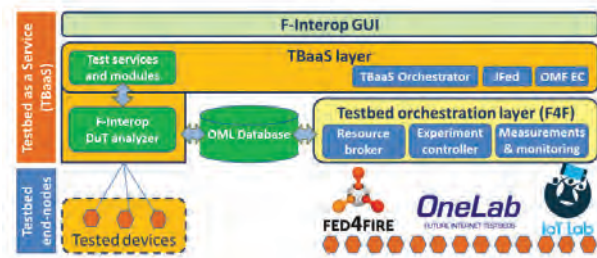 F-Interop GUI
Testbed as a Service
(TBaaS)
TBaaS layer
Test services
and modules
TBaaS Orchestrator
JFed
OMF EC
F-Interop
DuT analyzer
OML Database
Testbed orchestration layer (F4F)
Resource
broker
Experiment
controller
Measurements
& monitoring
Testbed
end-nodes
Tested devices
FED4FIRE
OneLab
FUTURE INTERNET TESTBEDS
IoT Lab